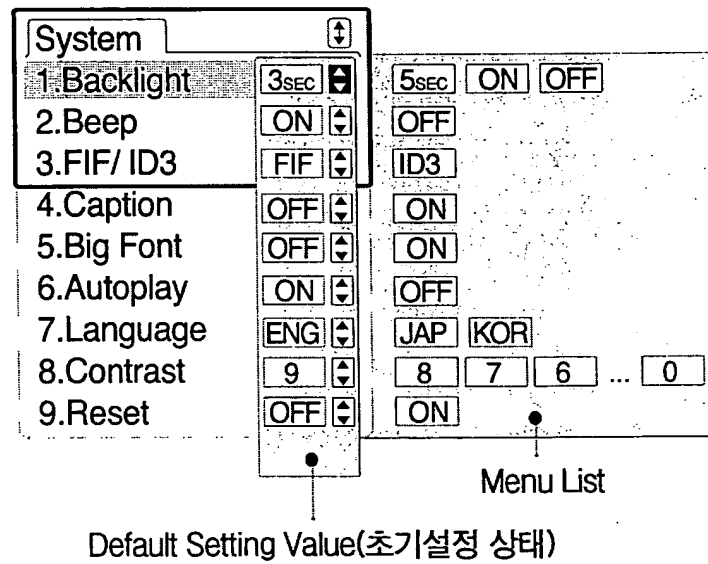 System
1.Backlight 3SEC 5SEC ON OFF
2.Beep ON OFF
3.FIF/ ID3 FIF ID3
4.Caption OFF ON
5.Big Font OFF ON
6.Autoplay ON OFF
7.Language ENG JAP KOR
8.Contrast 9 8 7 6 ... 0
9.Reset OFF ON
Menu List
Default Setting Value(초기설정 상태)